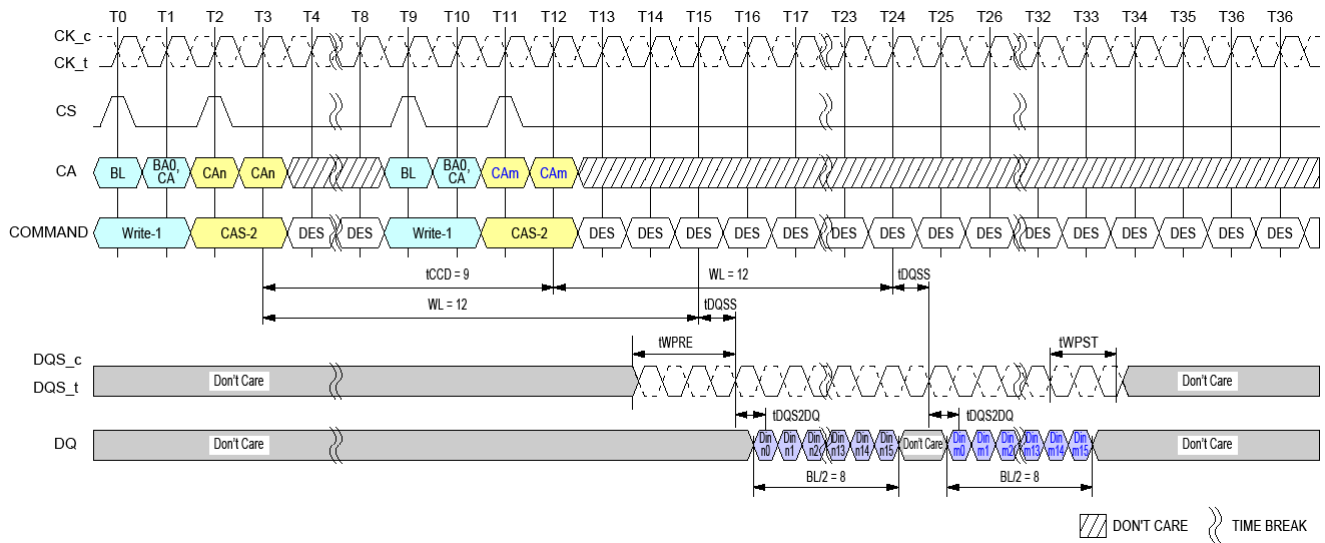 T0 T1 T2 T3 T4 T8 T9 T10 T11 T12 T13 T14 T15 T16 T17 T23 T24 T25 T26 T32 T33 T34 T35 T36 T36
CK_c
CK_t
CS
CA BL BA0, CA CAn CAn BL BA0, CA CAm CAm
COMMAND Write-1 CAS-2 DES DES Write-1 CAS-2 DES DES DES DES DES DES DES DES DES DES DES DES DES DES DES
tCCD = 9 WL = 12 tDQSS
WL = 12 tDQSS
tWPRE tWPST
DQS_c
DQS_t
Don't Care Don't Care
tDQS2DQ tDQS2DQ
DQ Don't Care Din n0 Din n1 Din n2 Din n13 Din n14 Din n15 Don't Care Din m0 Din m1 Din m2 Din m13 Din m14 Din m15 Don't Care
BL/2 = 8 BL/2 = 8
DON'T CARE TIME BREAK